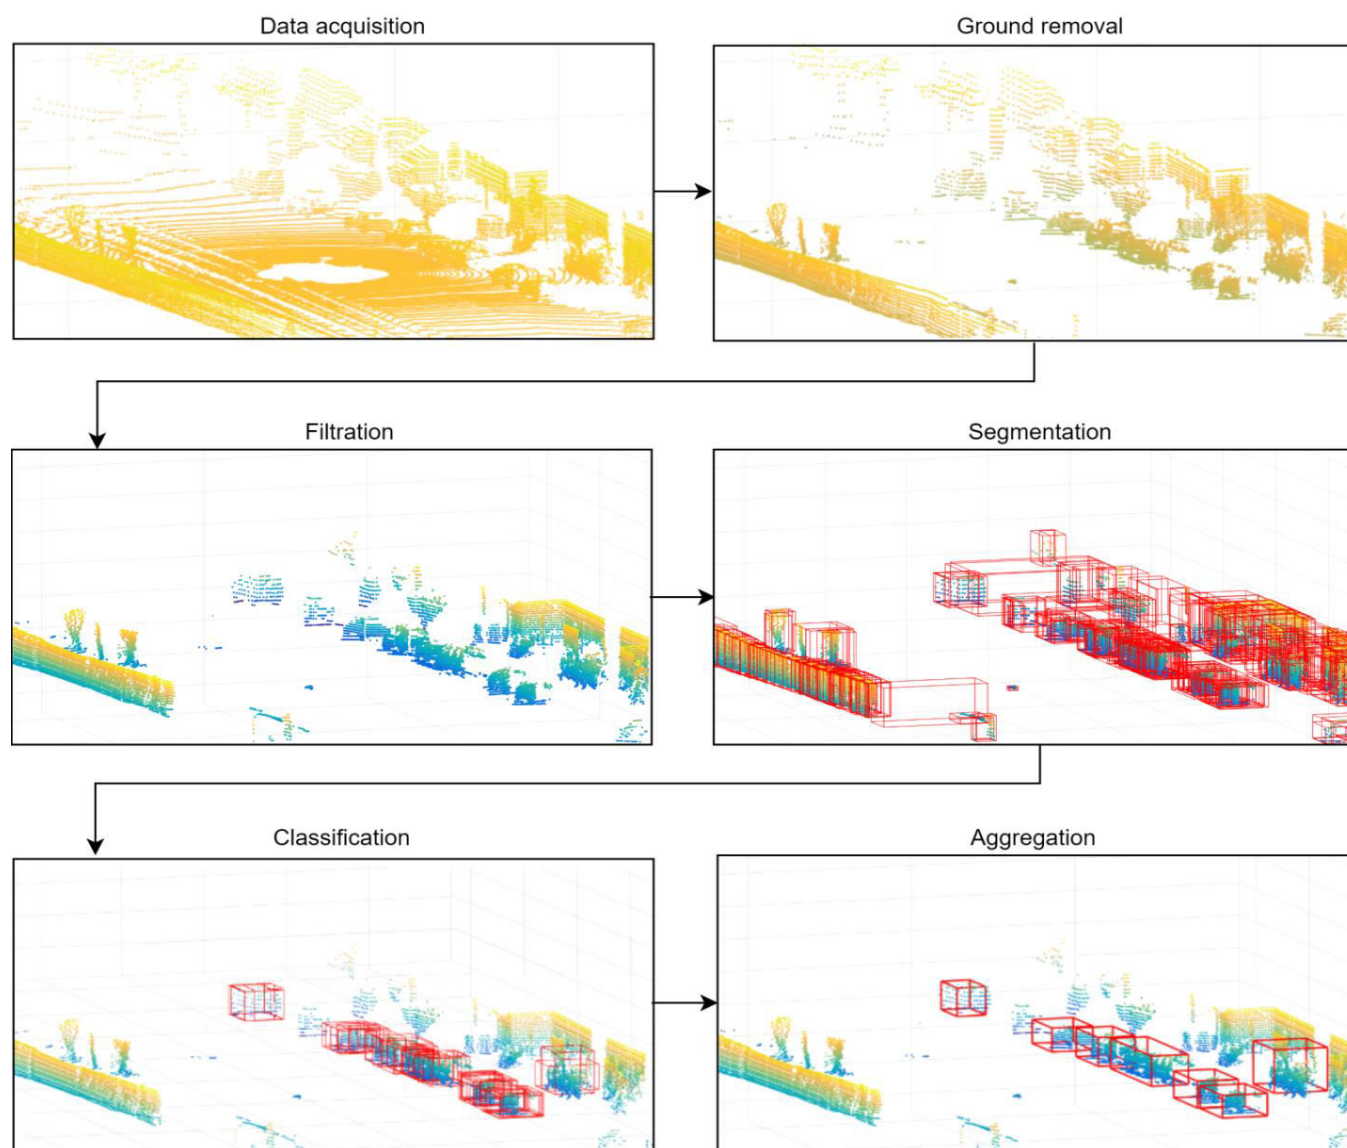 Data acquisition
Ground removal
Filtration
Segmentation
Classification
Aggregation